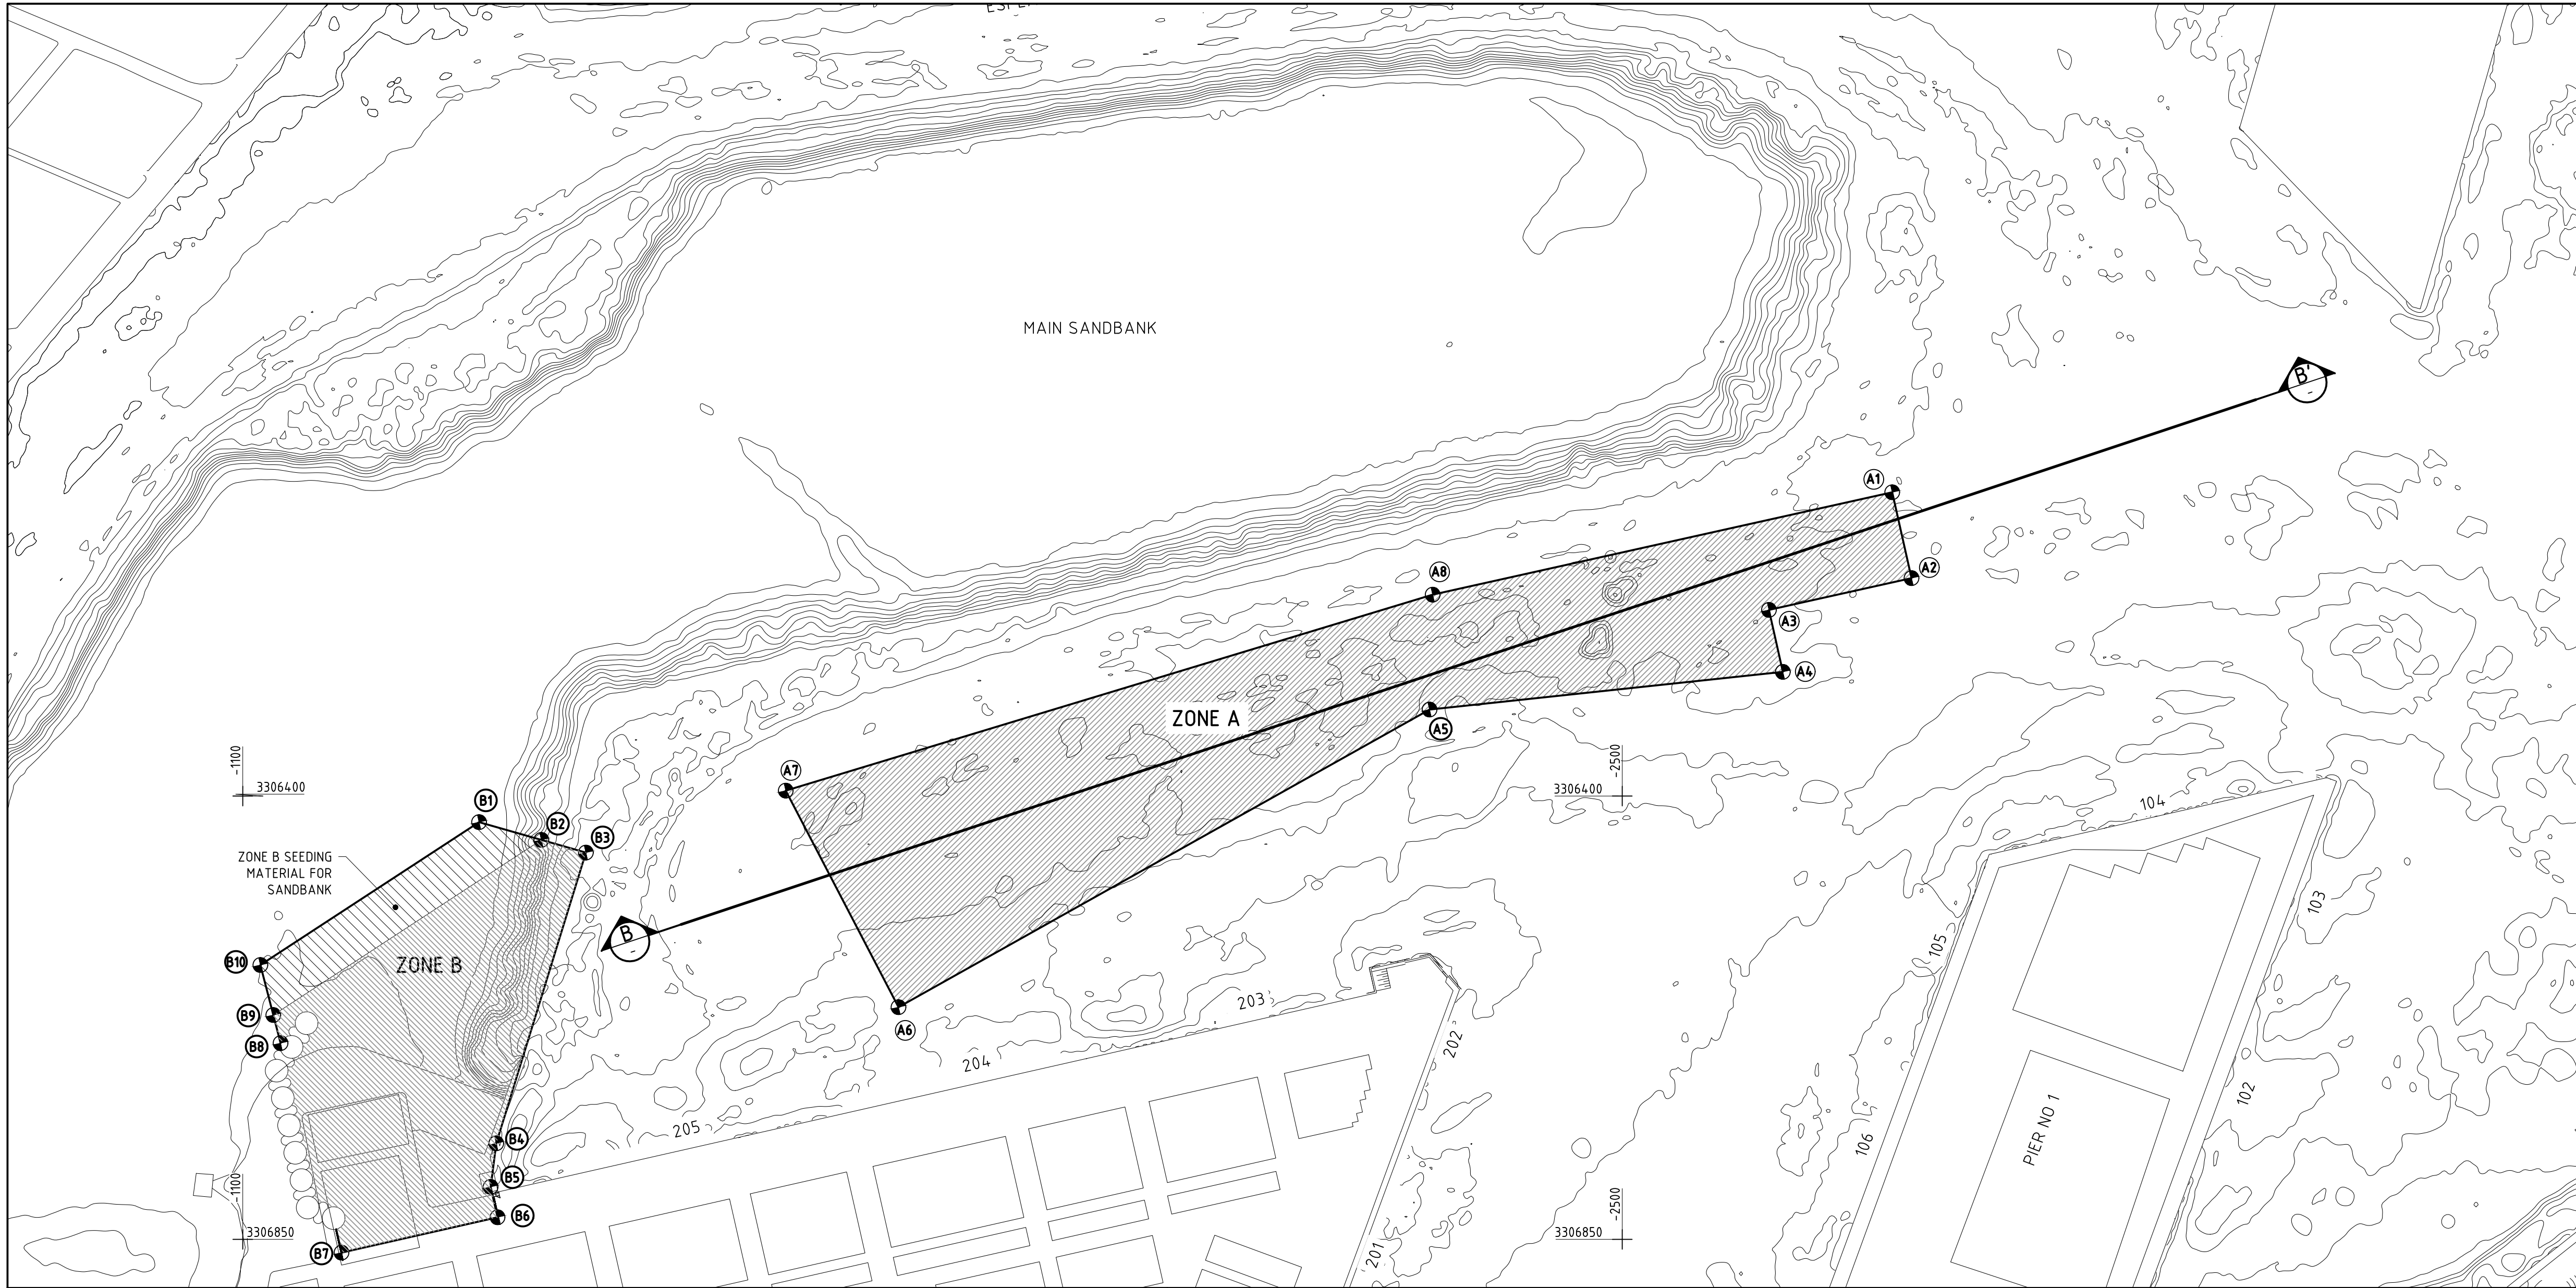 MAIN SANDBANK
B'
-
A1
A2
A8
A3
A4
ZONE A
A5
A7
-1100
3306400
-2500
3306400
B1
B2
B3
ZONE B SEEDING
MATERIAL FOR
SANDBANK
B
-
B10
ZONE B
B9
B8
A6
203
204
202
205
104
103
105
102
106
PIER NO 1
B4
B5
B6
B7
-1100
3306850
-2500
3306850
201